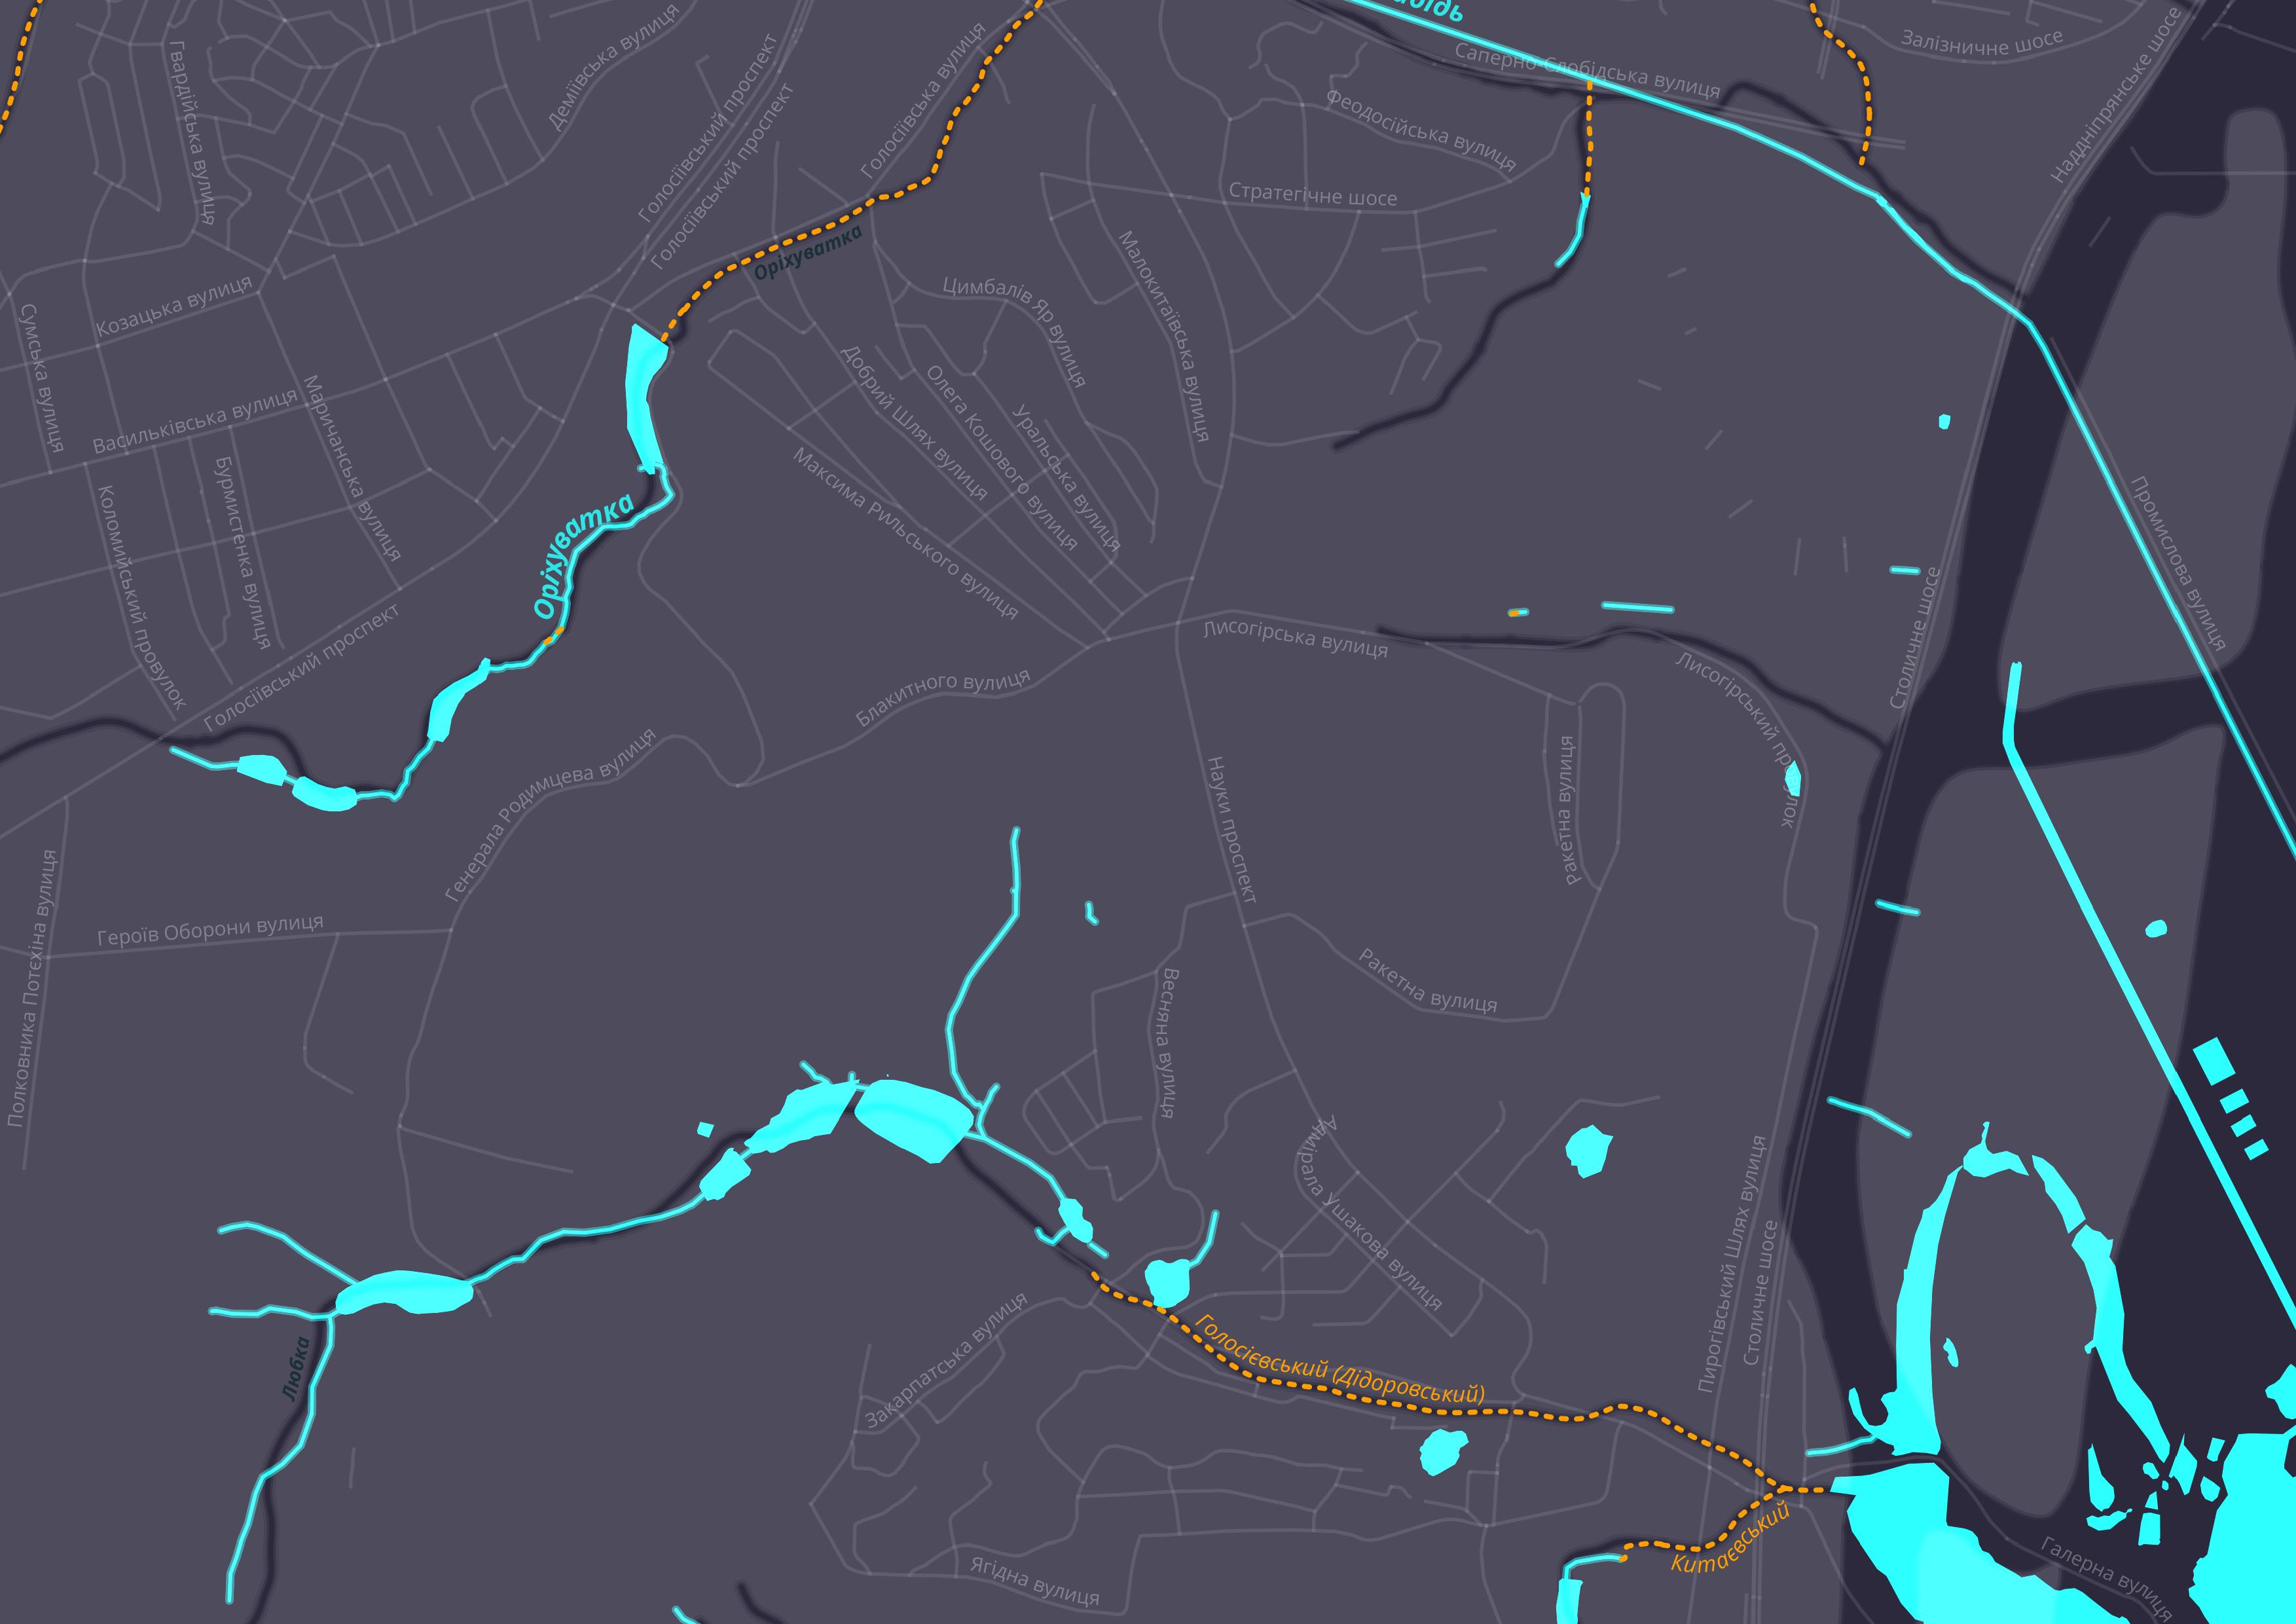 Залізничне шосе
Саперно-Слобідська вулиця
Деміївська вулиця
Гвардійська вулиця
Голосіївський проспект
Голосіївський проспект
Голосіївська вулиця
Наддніпрянське шосе
Феодосійська вулиця
Стратегічне шосе
Оріхуватка
Малокитаївська вулиця
Цимбалів Яр вулиця
Козацька вулиця
Сумська вулиця
Васильківська вулиця
Маричанська вулиця
Добрий Шлях вулиця
Олега Кошового вулиця
Уральська вулиця
Максима Рильського вулиця
Бурмистенка вулиця
Коломийський провулок
Оріхуватка
Промислова вулиця
Столичне шосе
Голосіївський проспект
Лисогірська вулиця
Лисогірський
Блакитного вулиця
Генерала Родимцева вулиця
Ракетна вулиця
Науки проспект
Героїв Оборони вулиця
Полковника Потєхіна вулиця
Ракетна вулиця
Весняна вулиця
Адмірала Ушакова вулиця
Пирогівський Шлях вулиця
Столичне шосе
Закарпатська вулиця
Любка
Голосієвський (Дідоровський)
Китаєвський
Ягідна вулиця
Галерна вулиця